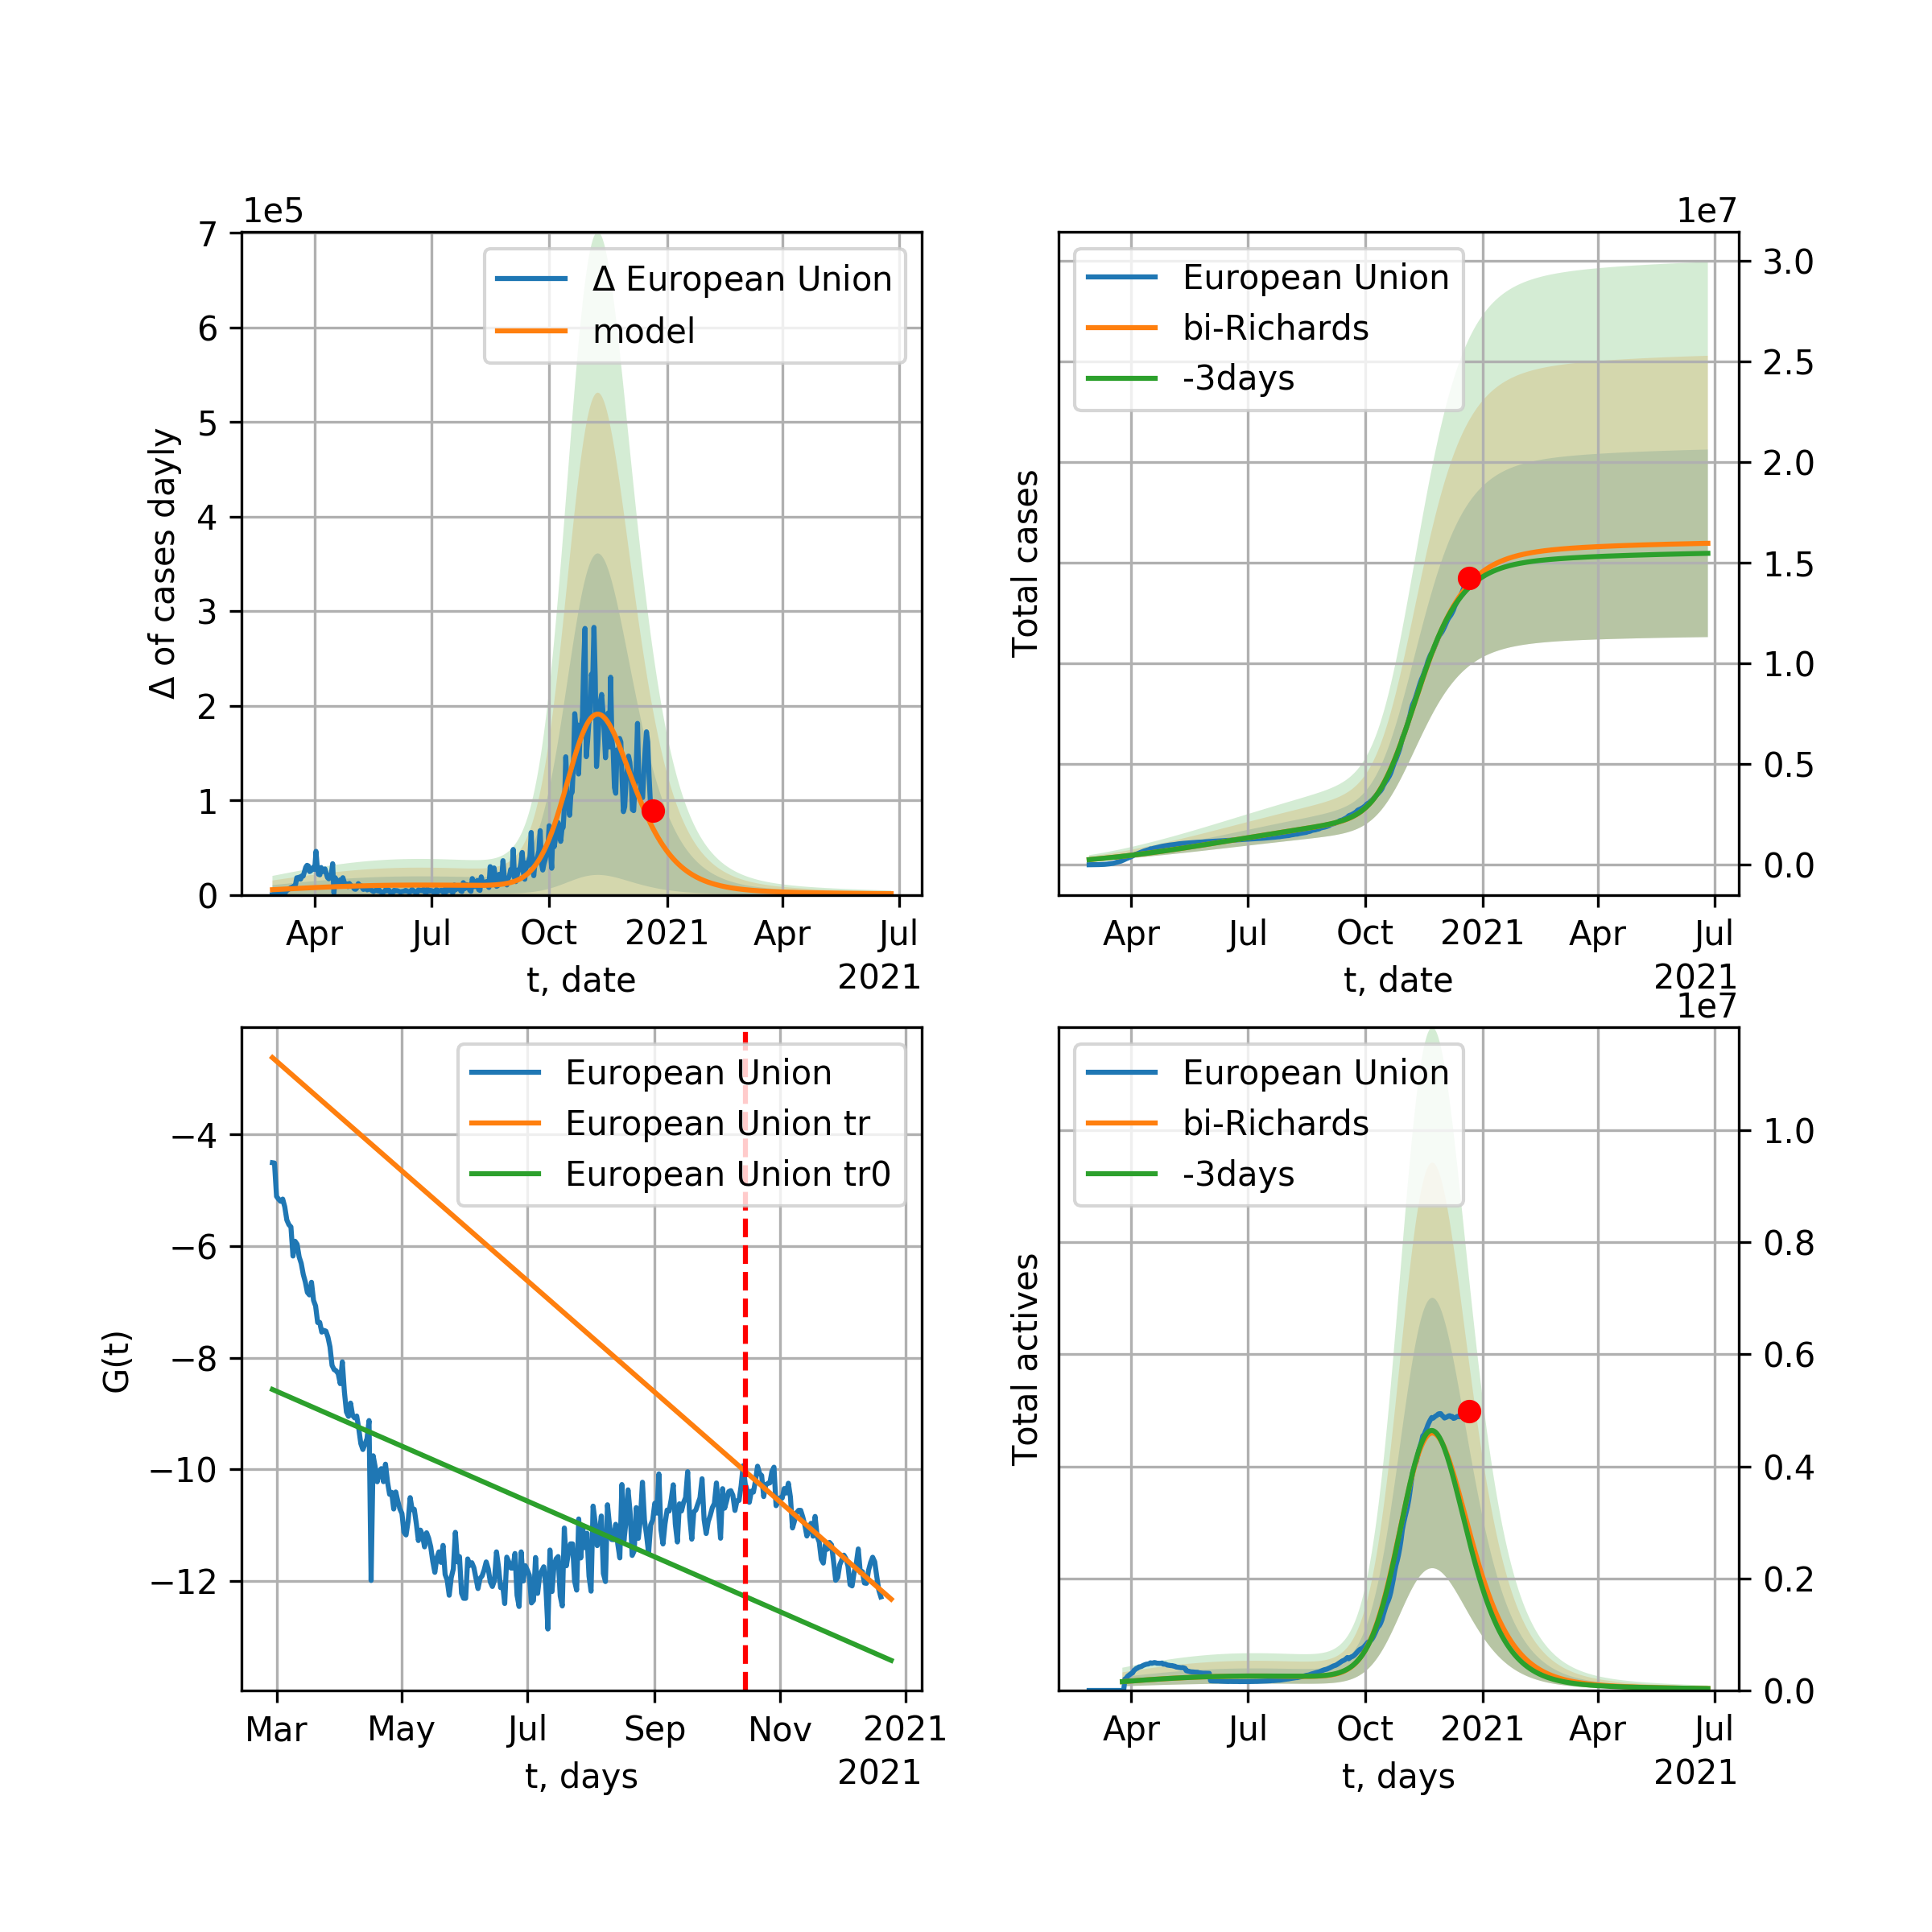 1e5
7
6
5
4
3
2
1
0
Δ of cases dayly
Δ European Union
model
Apr Jul Oct 2021 Apr Jul
t, date 2021
1e7
3.0
2.5
2.0
1.5
1.0
0.5
0.0
Total cases
European Union
bi-Richards
-3days
Apr Jul Oct 2021 Apr Jul
t, date 2021
−4
−6
−8
−10
−12
G(t)
European Union
European Union tr
European Union tr0
Mar May Jul Sep Nov 2021
t, days 2021
1e7
1.0
0.8
0.6
0.4
0.2
0.0
Total actives
European Union
bi-Richards
-3days
Apr Jul Oct 2021 Apr Jul
t, days 2021